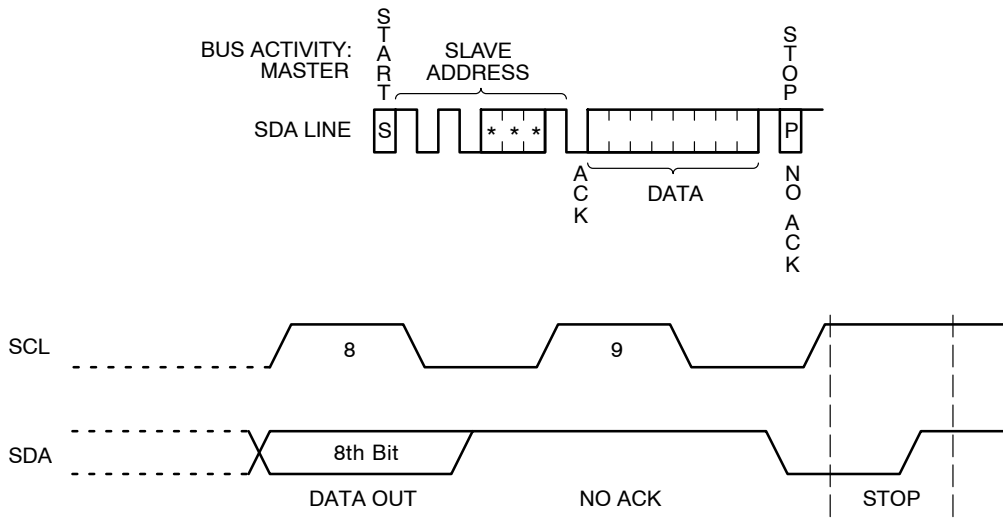 START
STOP
BUS ACTIVITY:
MASTER
SLAVE
ADDRESS
SDA LINE
S
* * *
P
ACK
DATA
NO ACK
SCL
8
9
SDA
8th Bit
DATA OUT
NO ACK
STOP